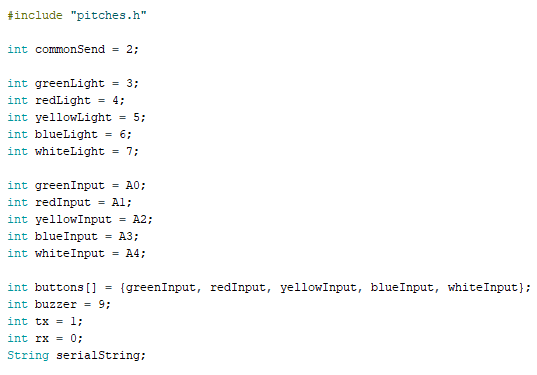 #include "pitches.h"
int commonSend = 2;
int greenLight = 3;
int redLight = 4;
int yellowLight = 5;
int blueLight = 6;
int whiteLight = 7;
int greenInput = A0;
int redInput = A1;
int yellowInput = A2;
int blueInput = A3;
int whiteInput = A4;
int buttons[] = {greenInput, redInput, yellowInput, blueInput, whiteInput};
int buzzer = 9;
int tx = 1;
int rx = 0;
String serialString;